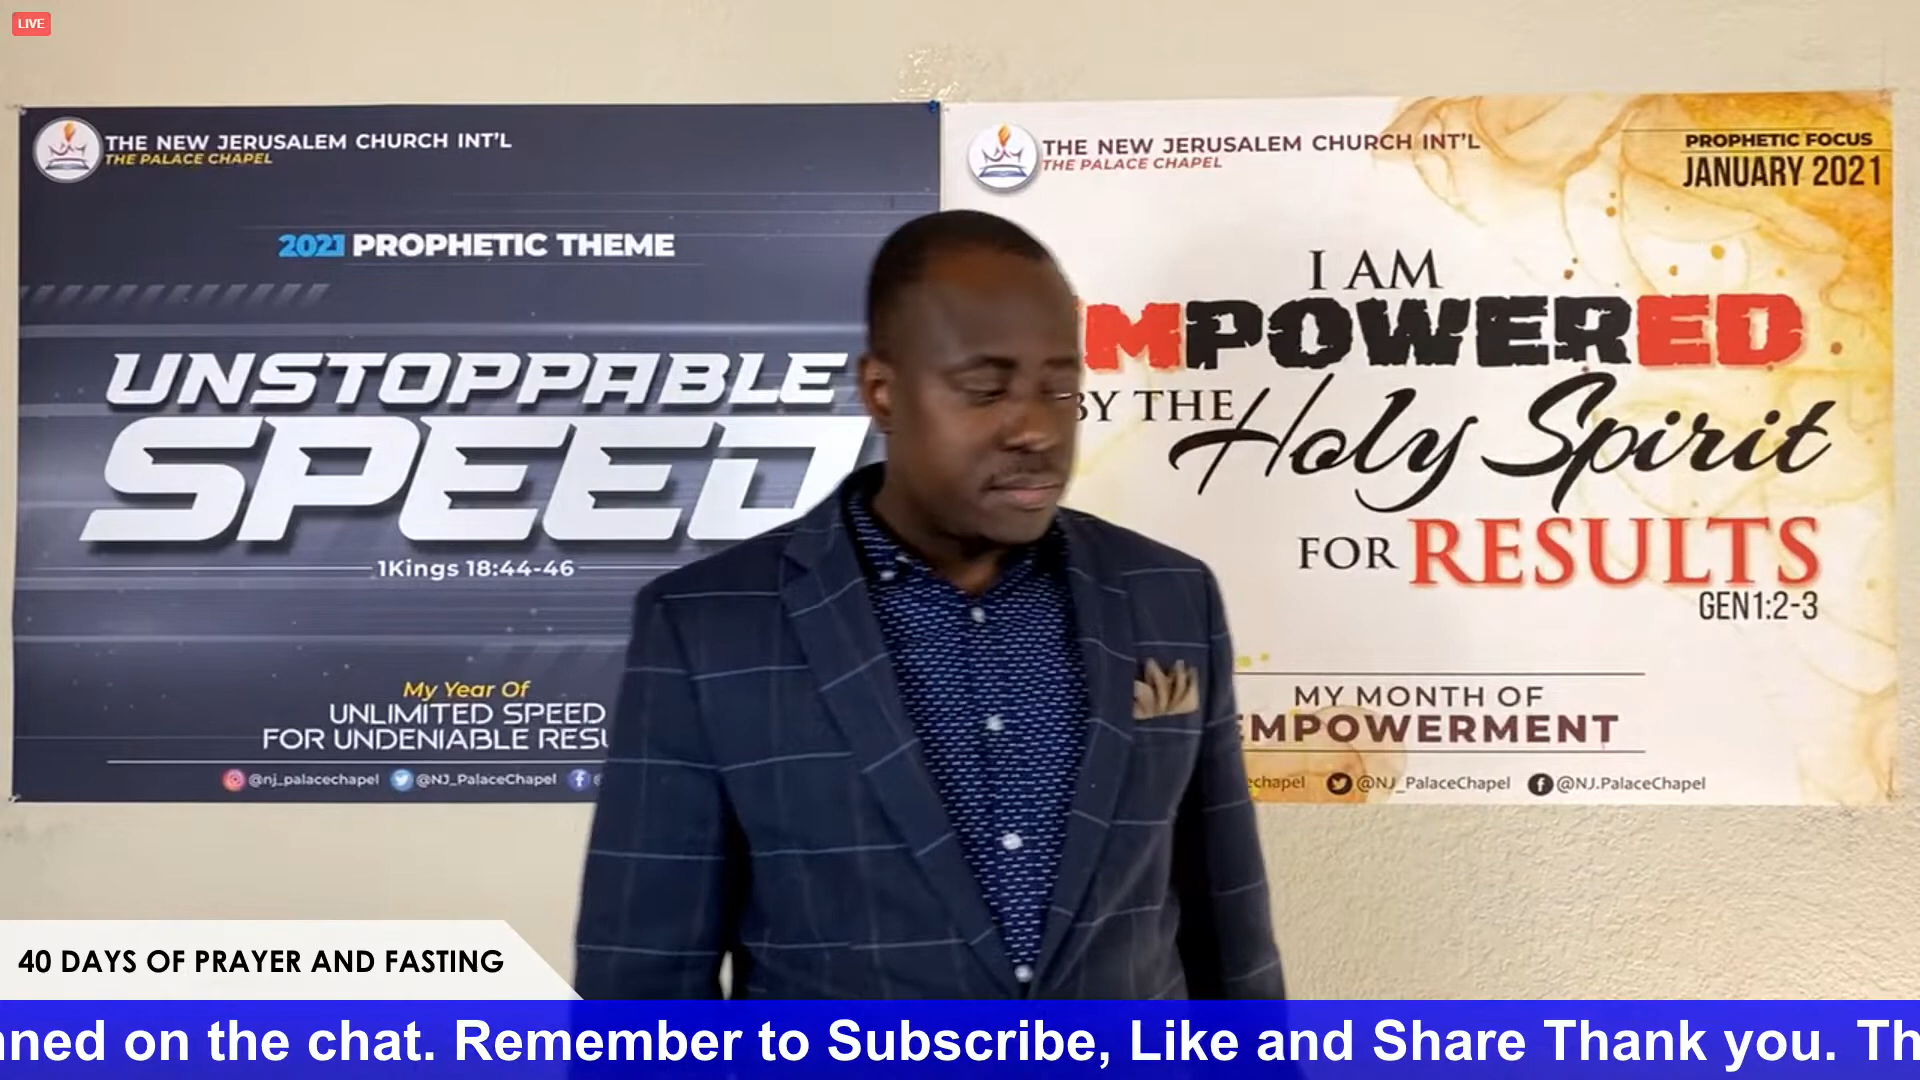 LIVE
THE NEW JERUSALEM CHURCH INT'L
THE PALACE CHAPEL
2021 PROPHETIC THEME
UNSTOPPABLE
SPEED
1Kings 18:44-46
My Year Of
UNLIMITED SPEED
FOR UNDENIABLE RESU
@nj_palacechapel @NJ_PalaceChapel @
THE NEW JERUSALEM CHURCH INT'L
THE PALACE CHAPEL
PROPHETIC FOCUS
JANUARY 2021
I AM
MPOWERED
BY THE Holy Spirit
FOR RESULTS
GEN1:2-3
MY MONTH OF
EMPOWERMENT
echapel @NJ_PalaceChapel @NJ.PalaceChapel
40 DAYS OF PRAYER AND FASTING
nned on the chat. Remember to Subscribe, Like and Share Thank you. Th